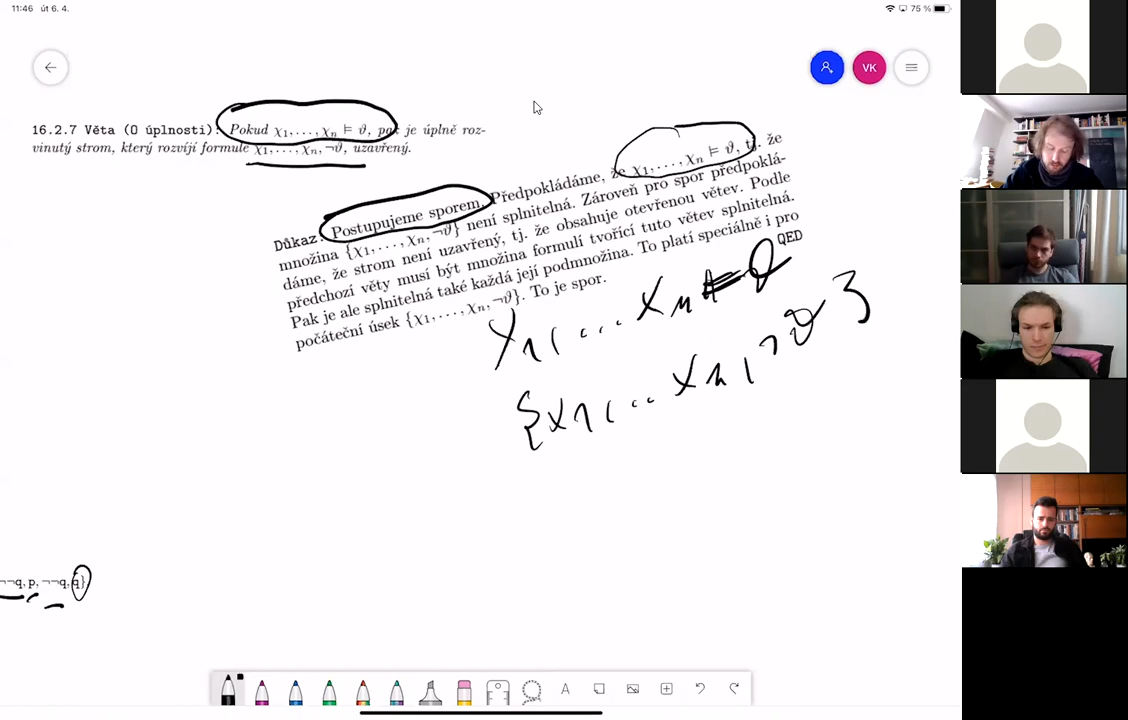 11:46 út 6. 4.
75 %
VK
16.2.7 Věta (O úplnosti). Pokud χ1, . . . , χn ⊨ ϑ, pak je úplně roz-
vinutý strom, který rozvíjí formule χ1, . . . , χn, ¬ϑ, uzavřený.
Důkaz: Postupujeme sporem. Předpokládáme, že χ1, . . . , χn ⊨ ϑ, tj. že
množina {χ1, . . . , χn, ¬ϑ} není splnitelná. Zároveň pro spor předpoklá-
dáme, že strom není uzavřený, tj. že obsahuje otevřenou větev. Podle
předchozí věty musí být množina formulí tvořící tuto větev splnitelná.
Pak je ale splnitelná také každá její podmnožina. To platí speciálně i pro
počáteční úsek {χ1, . . . , χn, ¬ϑ}. To je spor.
QED
χ1, ... χn ⊨ ϑ
{χ1, ... χn, ¬ϑ}
¬¬q, p, ¬¬q, q}
A